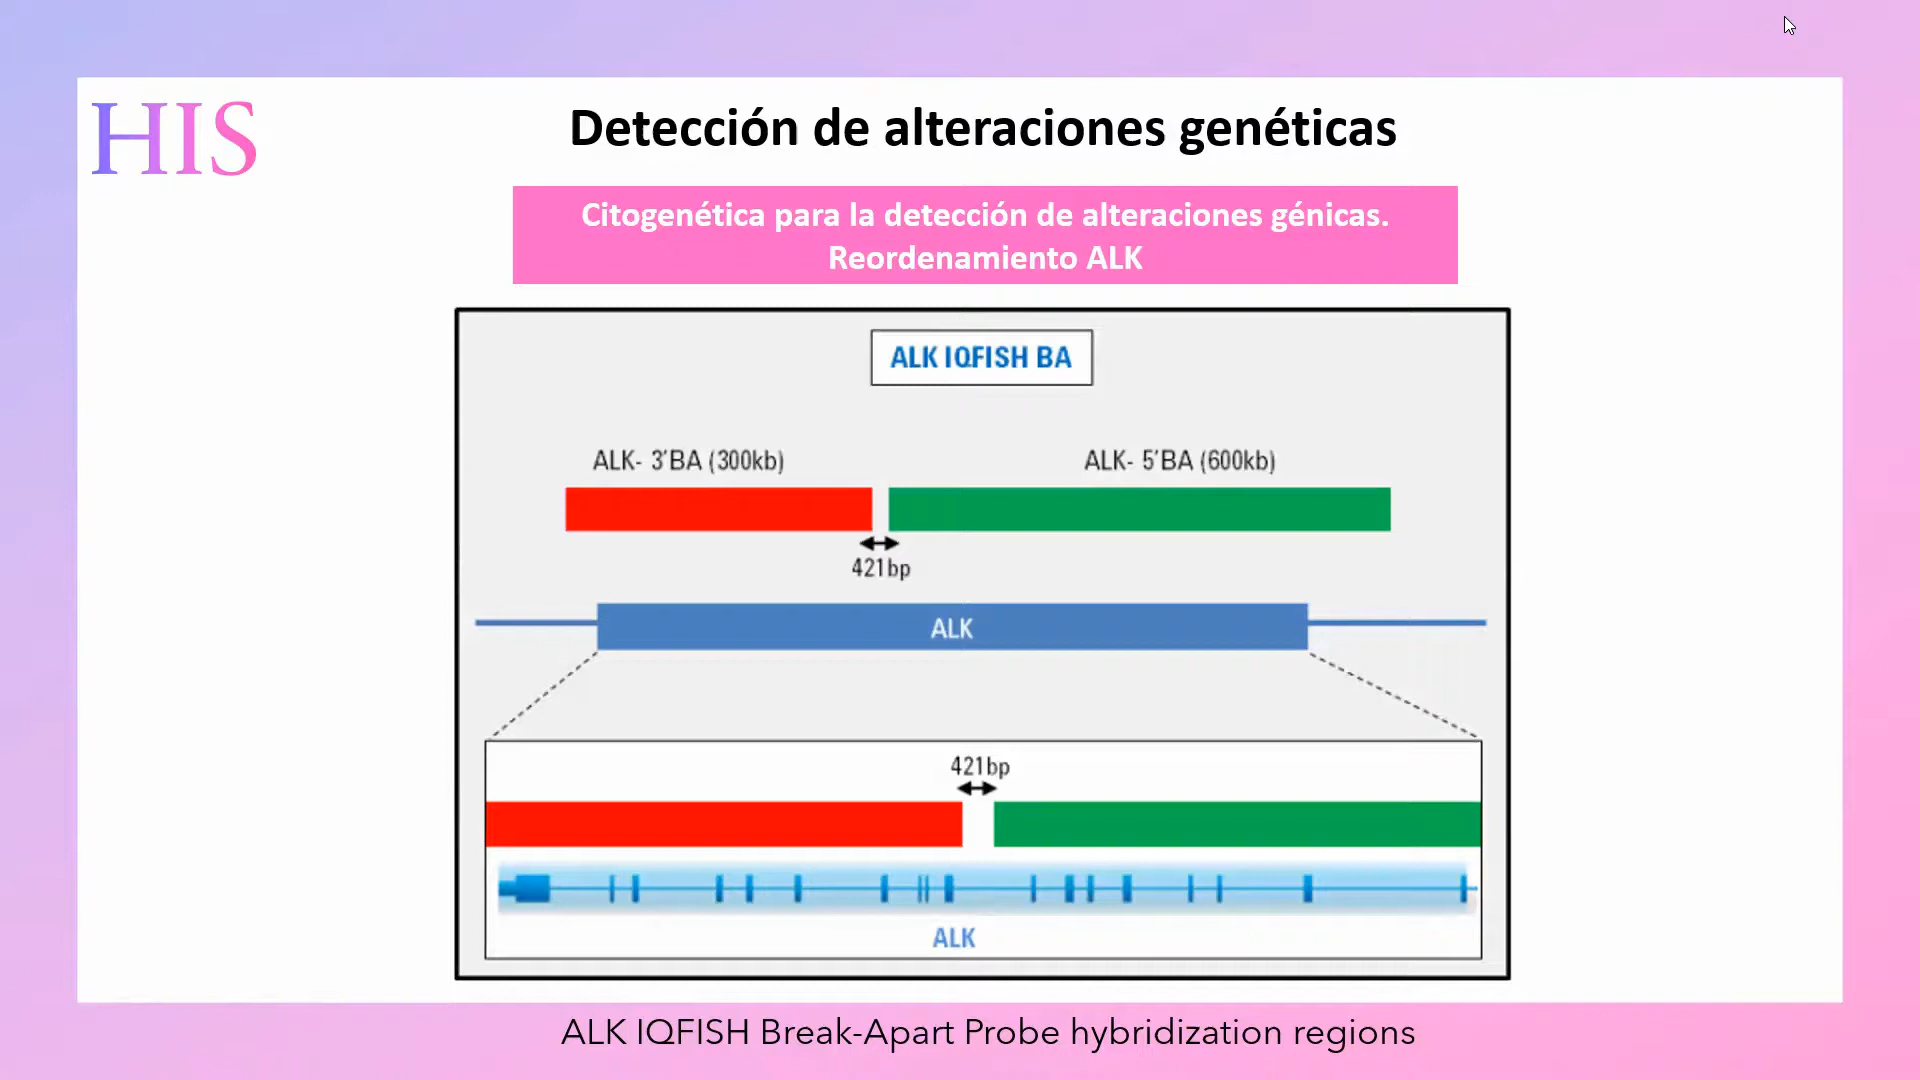 HIS
Detección de alteraciones genéticas
Citogenética para la detección de alteraciones génicas.
Reordenamiento ALK
ALK IQFISH BA
ALK- 3'BA (300kb)
ALK- 5'BA (600kb)
421bp
ALK
421bp
ALK
ALK IQFISH Break-Apart Probe hybridization regions